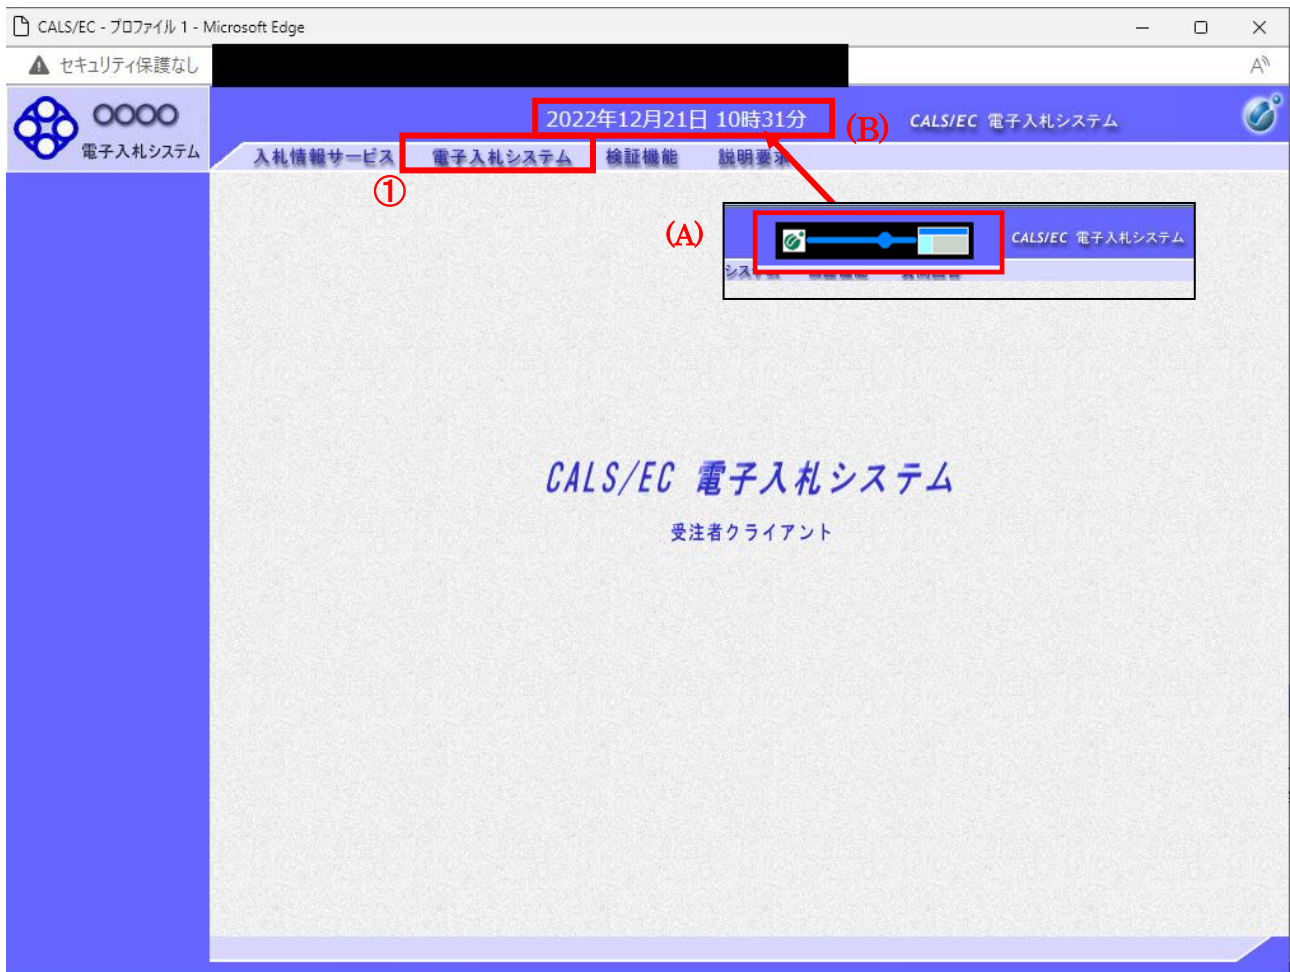 CALS/EC - プロファイル 1 - Microsoft Edge
セキュリティ保護なし
OOOO
電子入札システム
2022年12月21日 10時31分
(B)
CALS/EC 電子入札システム
入札情報サービス 電子入札システム 検証機能 説明要求
①
(A)
CALS/EC 電子入札システム
システム
CALS/EC 電子入札システム
受注者クライアント